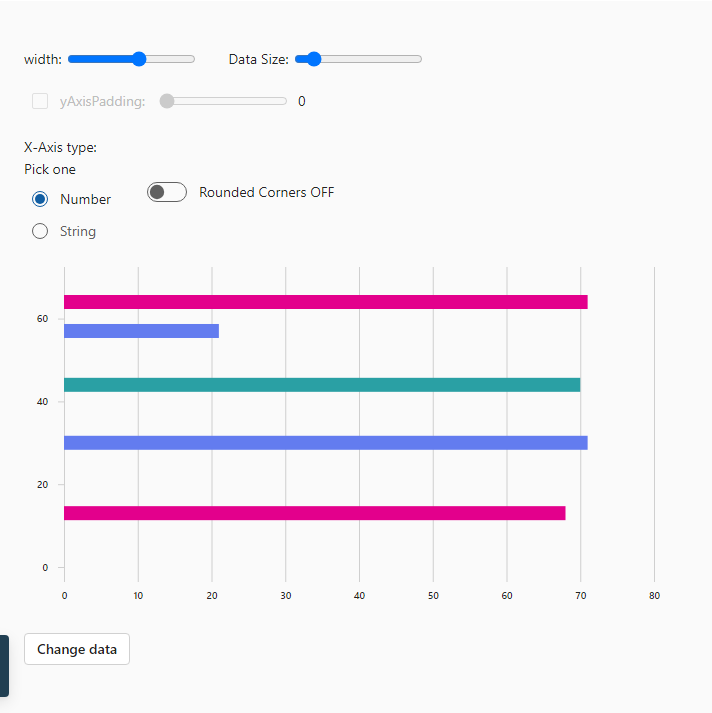 width: Data Size:
yAxisPadding: 0
X-Axis type:
Pick one
Number Rounded Corners OFF
String
60
40
20
0
0 10 20 30 40 50 60 70 80
Change data